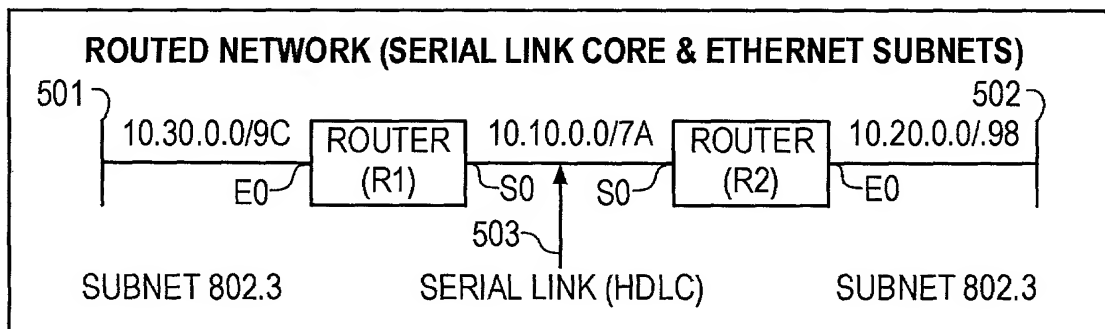 ROUTED NETWORK (SERIAL LINK CORE & ETHERNET SUBNETS)
501
502
10.30.0.0/9C
ROUTER
(R1)
10.10.0.0/7A
ROUTER
(R2)
10.20.0.0/.98
E0
S0
S0
E0
503
SUBNET 802.3
SERIAL LINK (HDLC)
SUBNET 802.3